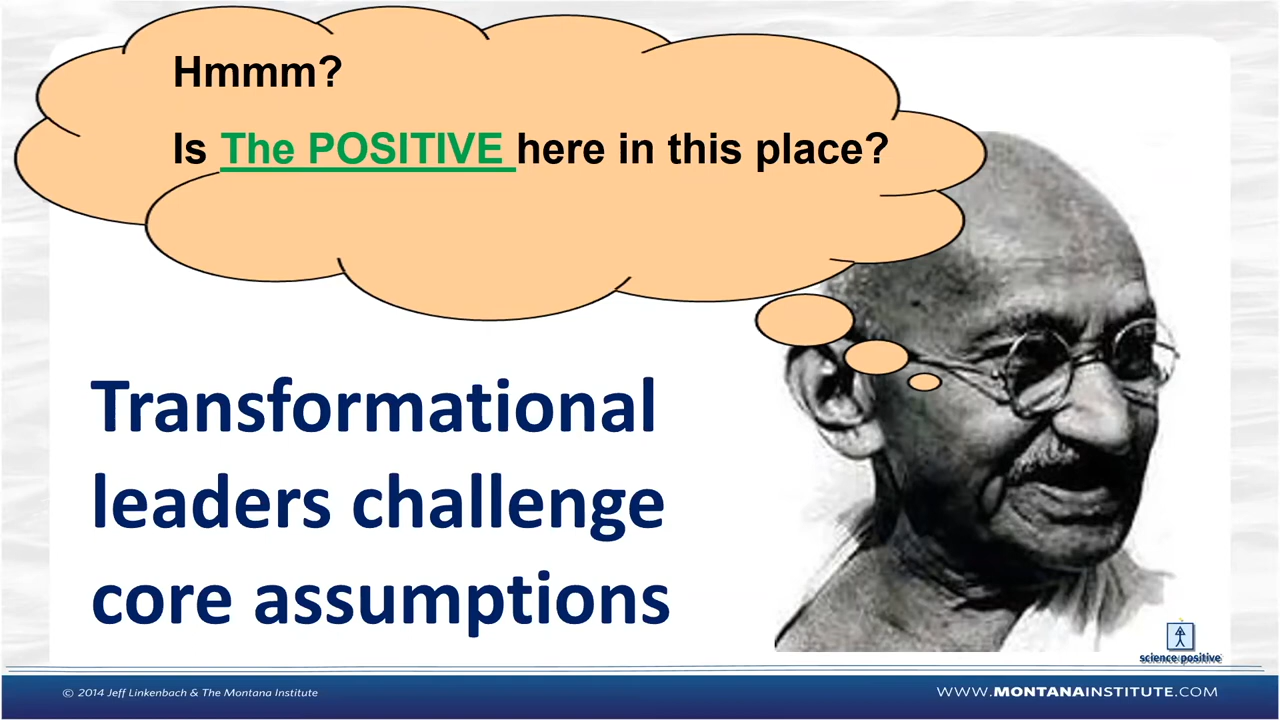 Hmmm?
Is The POSITIVE here in this place?
Transformational
leaders challenge
core assumptions
science positive
© 2014 Jeff Linkenbach & The Montana Institute
WWW.MONTANAINSTITUTE.COM